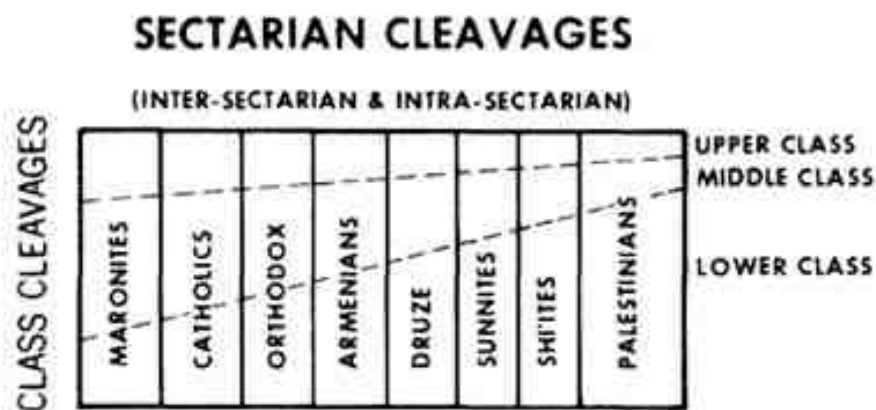 SECTARIAN CLEAVAGES
(INTER-SECTARIAN & INTRA-SECTARIAN)
CLASS CLEAVAGES
MARONITES
CATHOLICS
ORTHODOX
ARMENIANS
DRUZE
SUNNITES
SHI'ITES
PALESTINIANS
UPPER CLASS
MIDDLE CLASS
LOWER CLASS